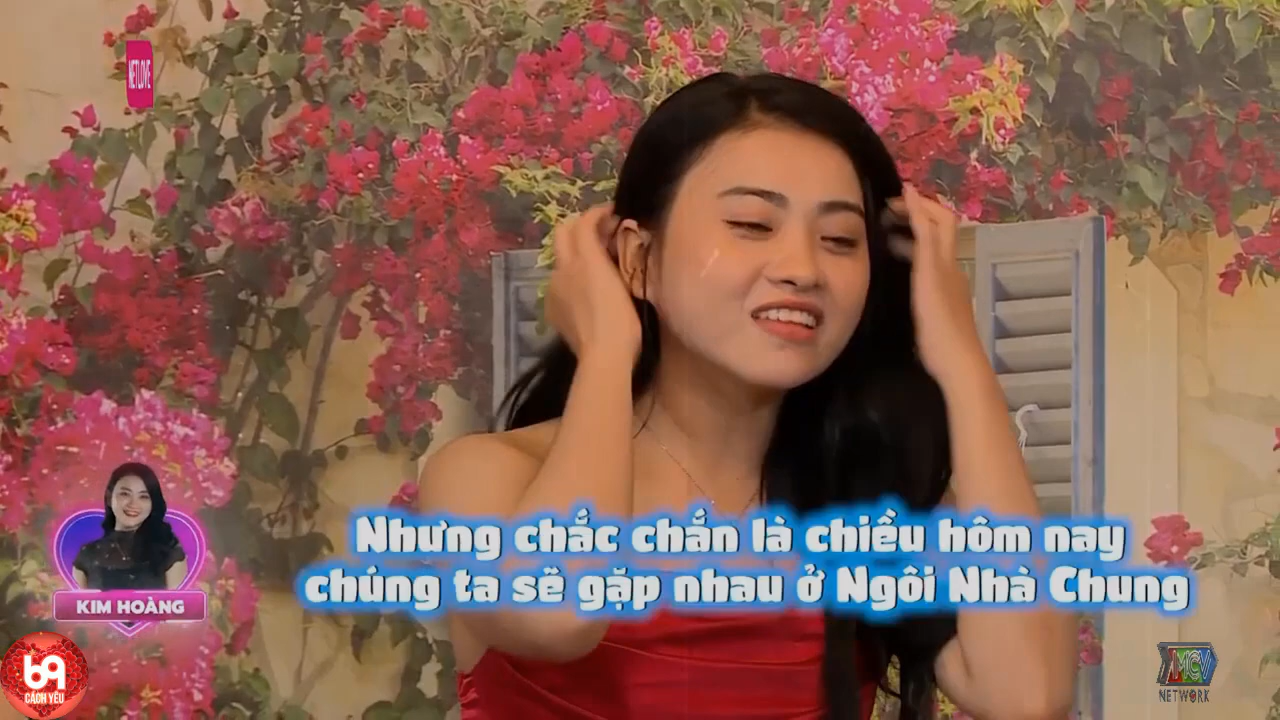 NETLOVE
Nhưng chắc chắn là chiều hôm nay
chúng ta sẽ gặp nhau ở Ngôi Nhà Chung
KIM HOÀNG
69
CÁCH YÊU
MCV
NETWORK